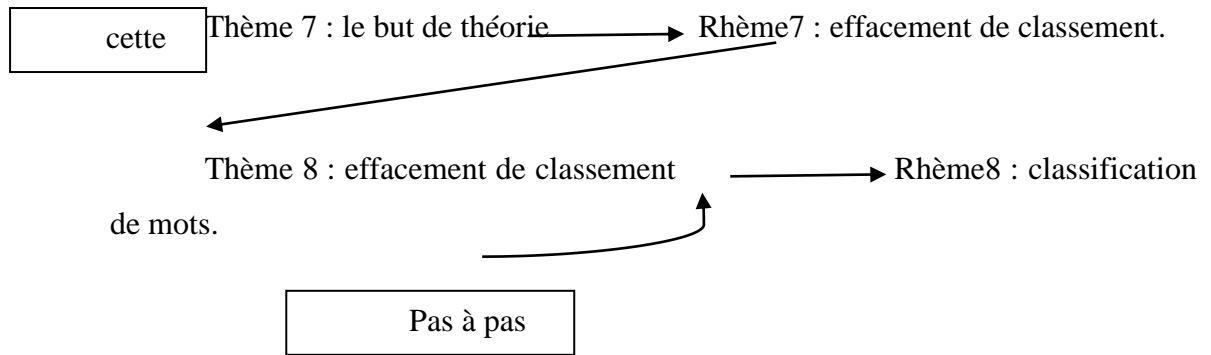 cette
Thème 7 : le but de théorie Rhème7 : effacement de classement.
Thème 8 : effacement de classement Rhème8 : classification
de mots.
Pas à pas